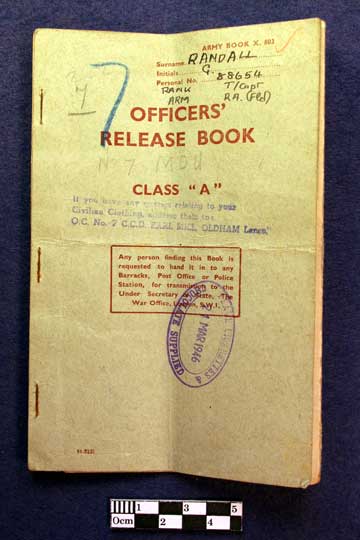 ARMY BOOK X. 803
Surname RANDALL
Initials G.
Personal No. 88654
RANK T/Capt
ARM R.A. (Fld)
7
7
OFFICERS'
RELEASE BOOK
No 7 MDU
CLASS "A"
If you have any queries relating to your
Civilian Clothing, address them to:
O.C. No. 7 C.C.D. MILL, OLDHAM Lancs.
Any person finding this Book is
requested to hand it in to any
Barracks, Post Office or Police
Station, for transmission to the
Under Secretary of State, The
War Office, London, S.W.1.
& CHOCOLATE SUPPLIED
MAR 1946
0cm 1 2 3 4 5